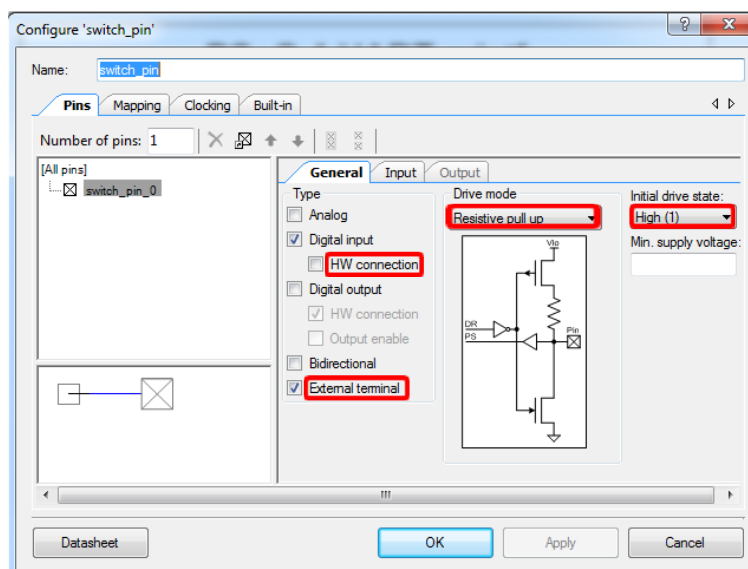 Configure 'switch_pin'
Name: switch_pin
Pins Mapping Clocking Built-in
Number of pins: 1
[All pins]
switch_pin_0
General Input Output
Type
Analog
Digital input
HW connection
Digital output
HW connection
Output enable
Bidirectional
External terminal
Drive mode
Resistive pull up
Vio
DR
PS
Pin
Initial drive state:
High (1)
Min. supply voltage:
Datasheet OK Apply Cancel